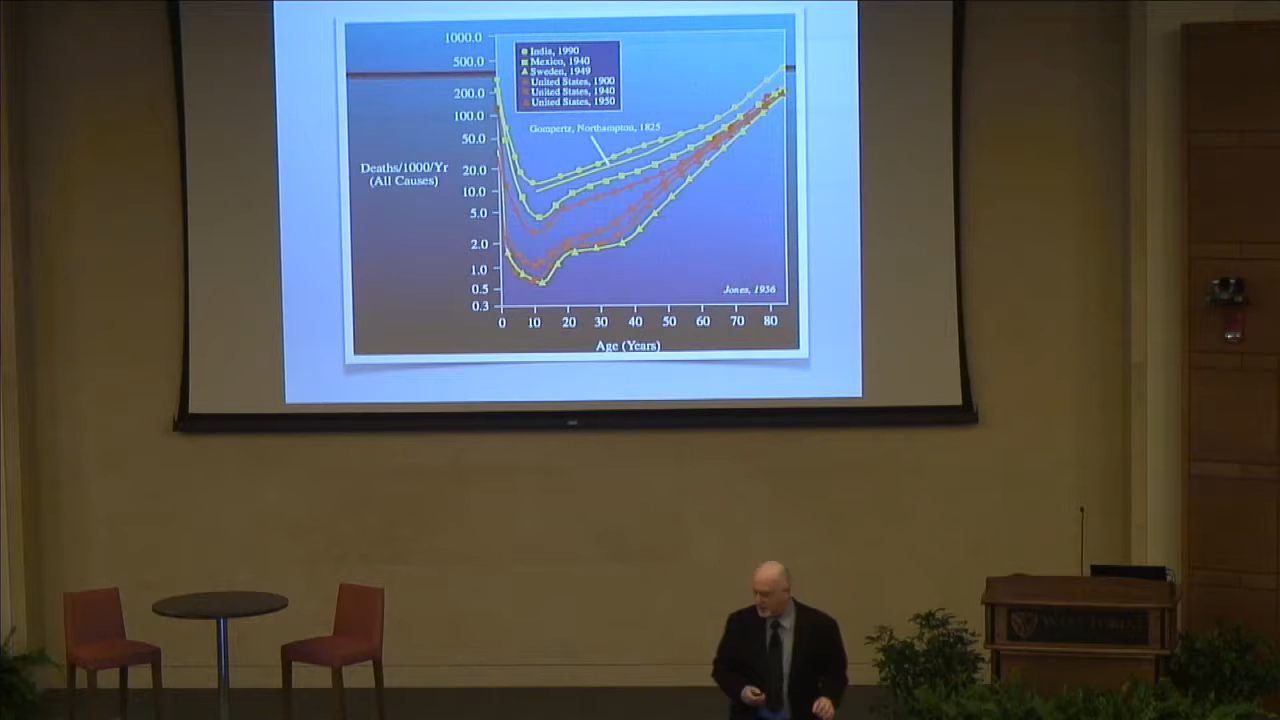 1000.0
500.0
200.0
100.0
50.0
20.0
10.0
5.0
2.0
1.0
0.5
0.3
Deaths/1000/Yr
(All Causes)
India, 1990
Mexico, 1940
Sweden, 1949
United States, 1900
United States, 1940
United States, 1950
Gompertz, Northampton, 1825
Jones, 1956
0 10 20 30 40 50 60 70 80
Age (Years)